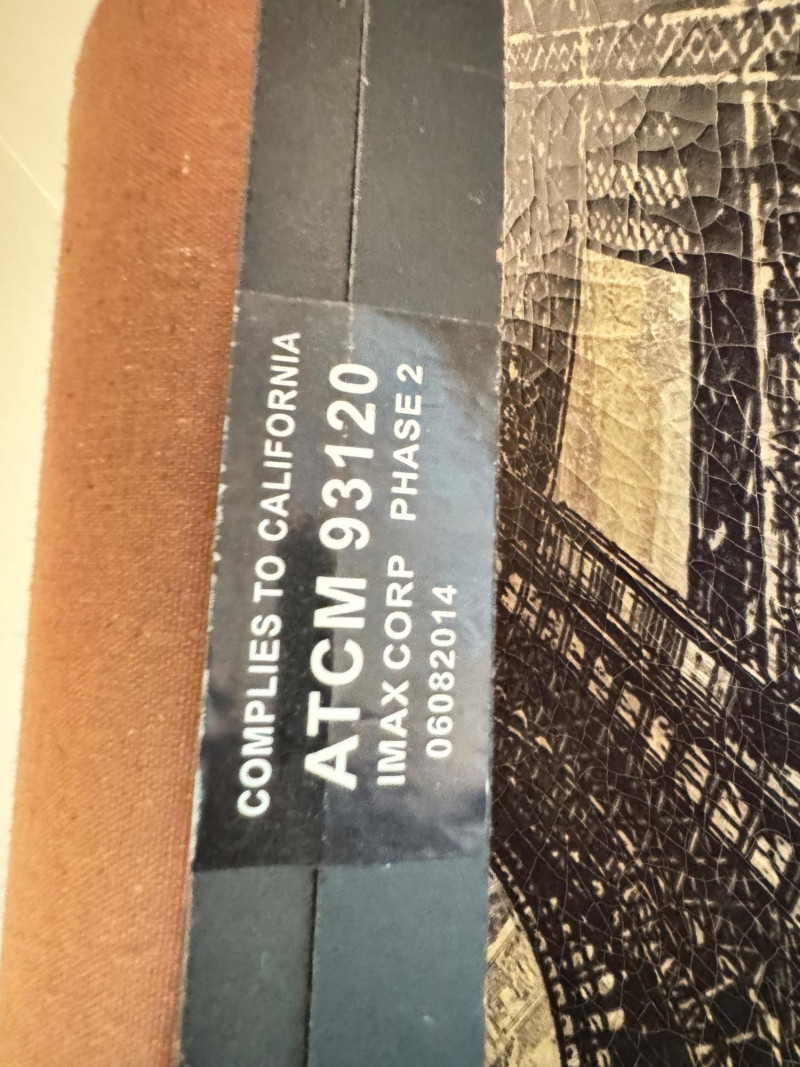 COMPLIES TO CALIFORNIA
ATCM 93120
IMAX CORP PHASE 2
06082014